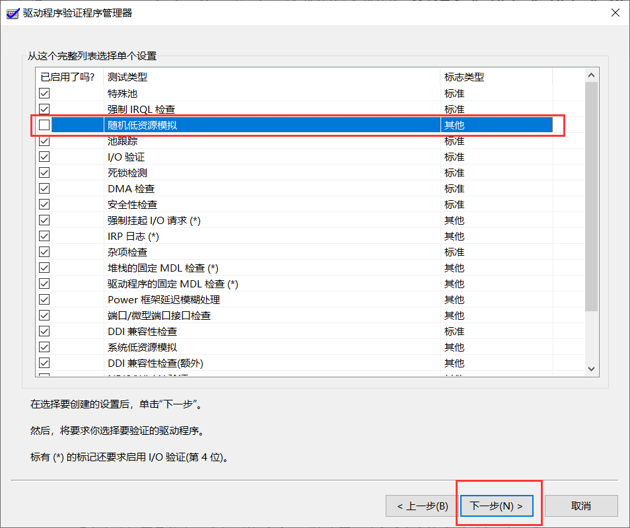 驱动程序验证程序管理器
从这个完整列表选择单个设置
已启用了吗? 测试类型 标志类型
特殊池 标准
强制 IRQL 检查 标准
随机低资源模拟 其他
池跟踪 标准
I/O 验证 标准
死锁检测 标准
DMA 检查 标准
安全性检查 标准
强制挂起 I/O 请求 (*) 其他
IRP 日志 (*) 其他
杂项检查 标准
堆栈的固定 MDL 检查 (*) 其他
驱动程序的固定 MDL 检查 (*) 其他
Power 框架延迟模糊处理 其他
端口/微型端口接口检查 其他
DDI 兼容性检查 标准
系统低资源模拟 其他
DDI 兼容性检查(额外) 其他
在选择要创建的设置后，单击"下一步"。
然后，将要求你选择要验证的驱动程序。
标有 (*) 的标记还要求启用 I/O 验证(第 4 位)。
< 上一步(B) 下一步(N) > 取消